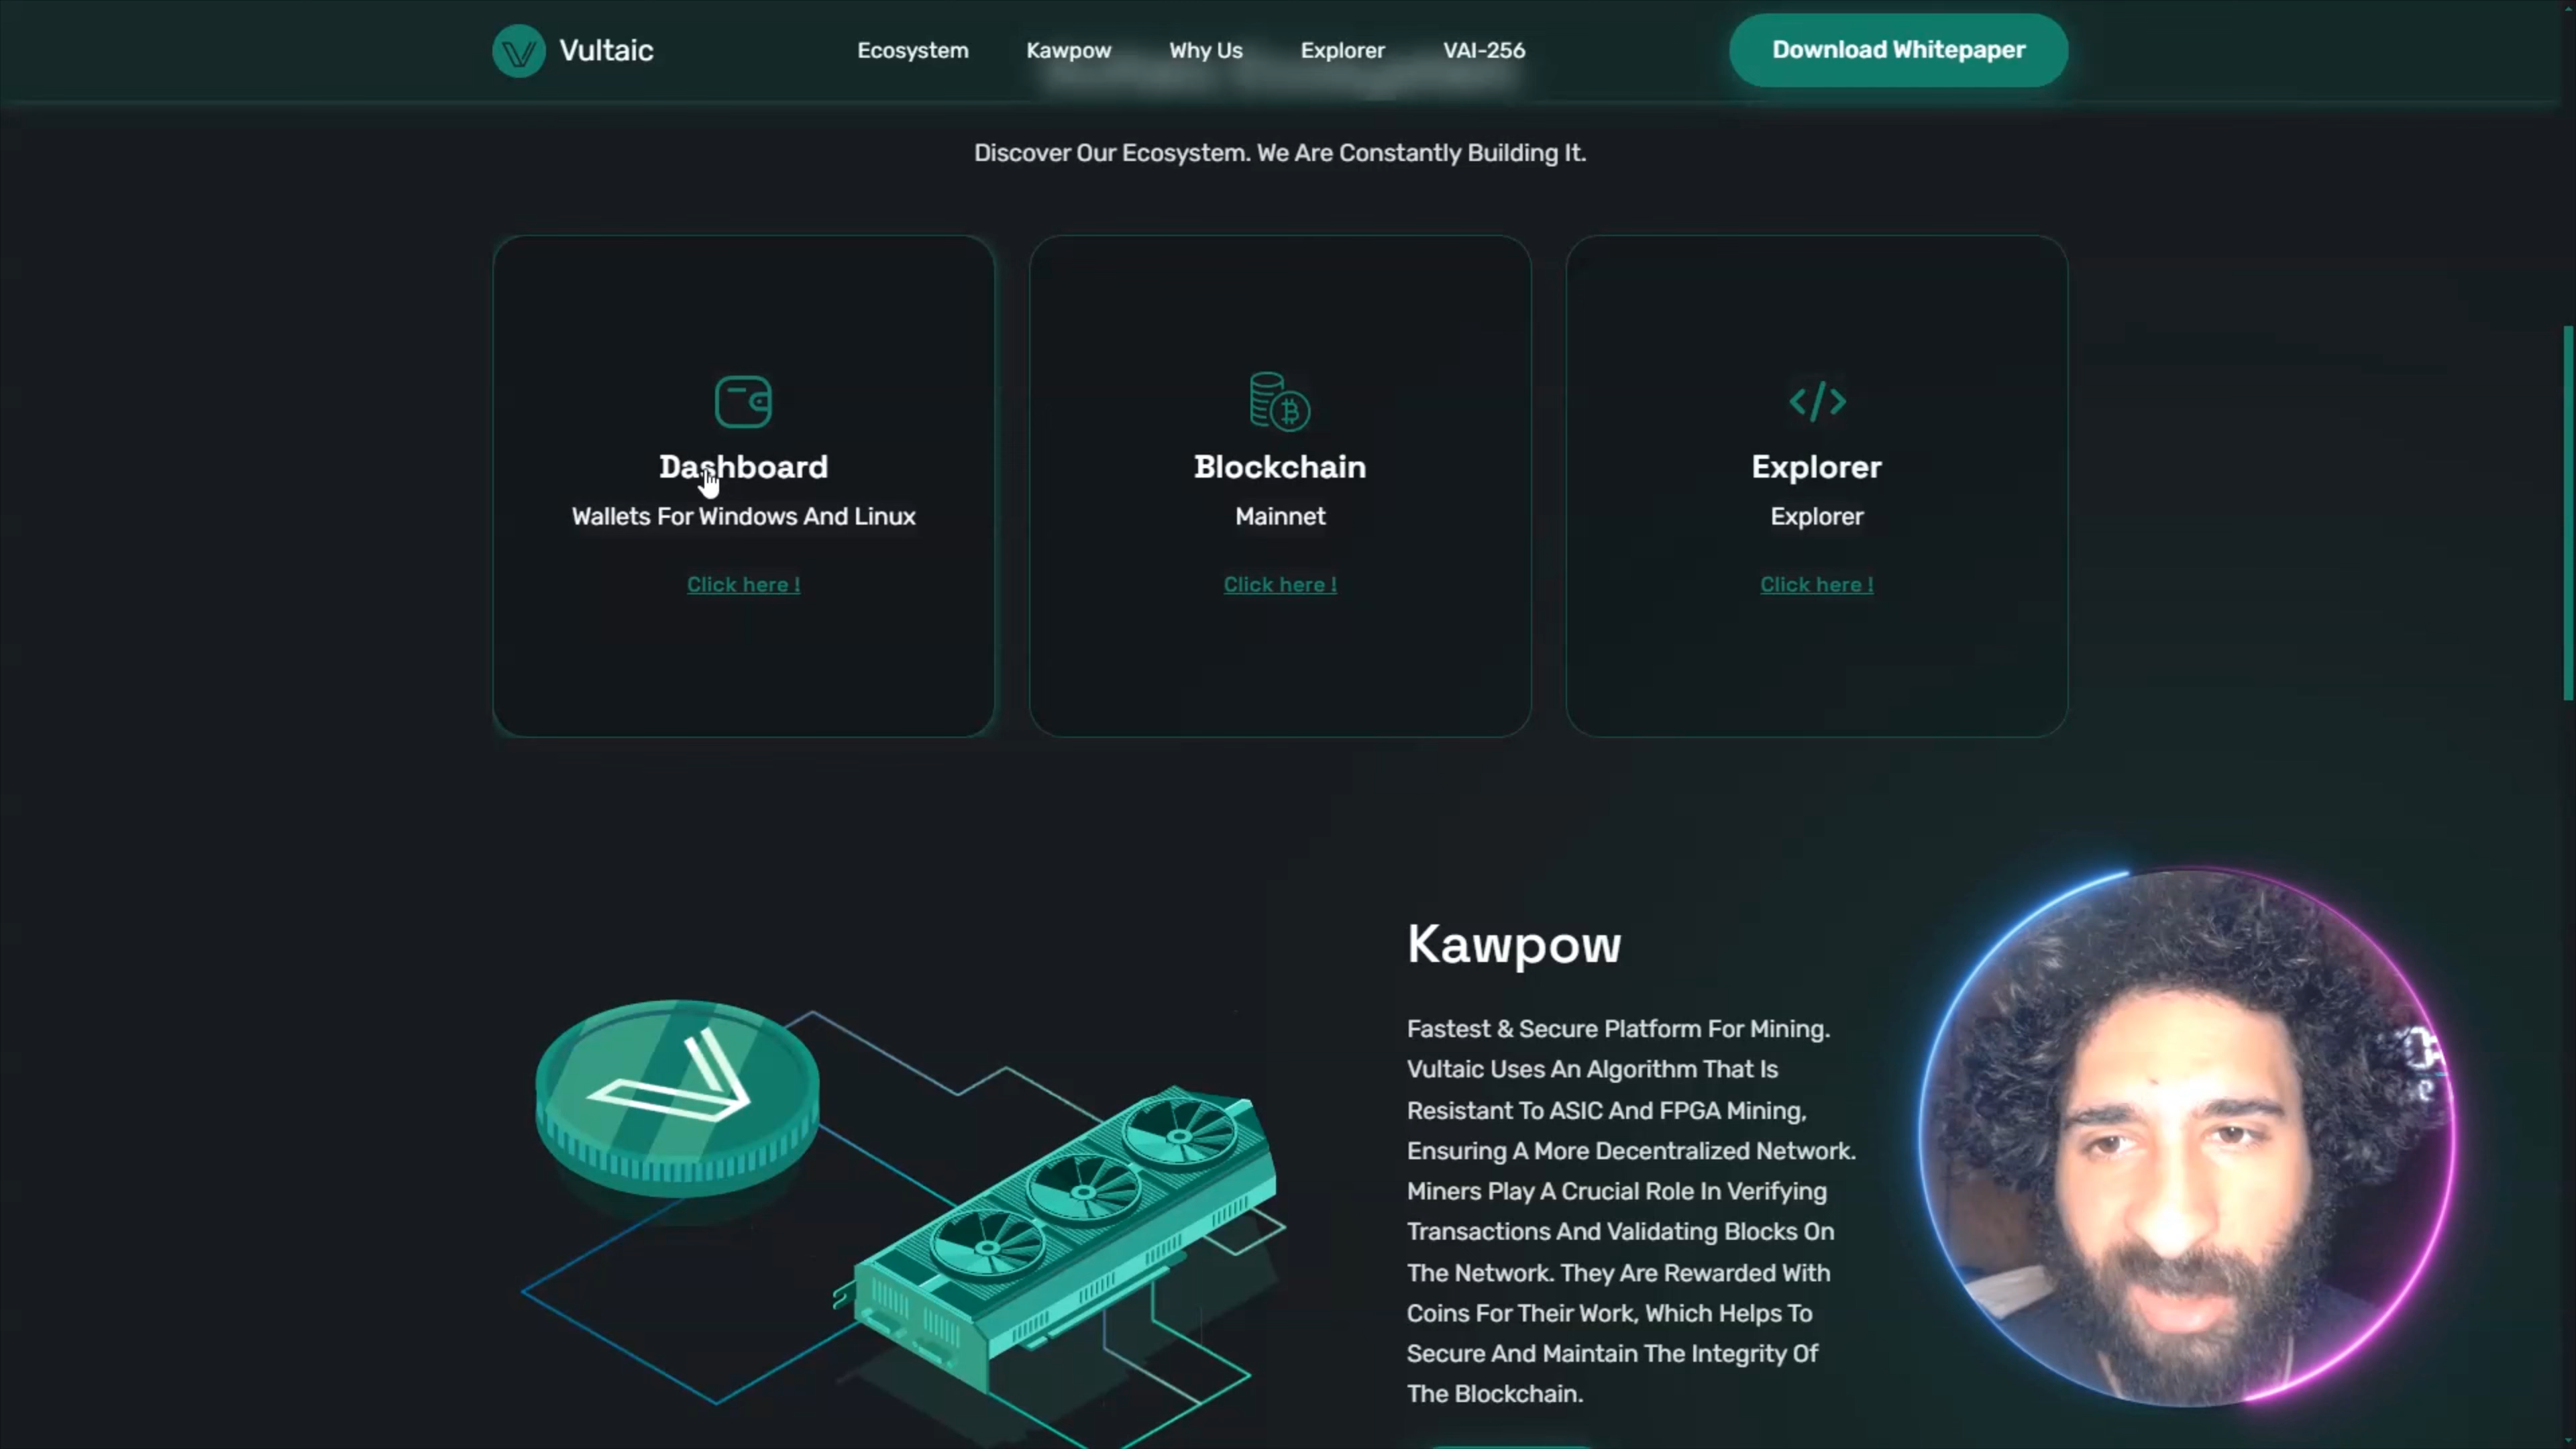 Vultaic
Ecosystem Kawpow Why Us Explorer VAI-256
Download Whitepaper
Discover Our Ecosystem. We Are Constantly Building It.
Dashboard
Wallets For Windows And Linux
Click here !
Blockchain
Mainnet
Click here !
Explorer
Explorer
Click here !
Kawpow
Fastest & Secure Platform For Mining.
Vultaic Uses An Algorithm That Is
Resistant To ASIC And FPGA Mining,
Ensuring A More Decentralized Network.
Miners Play A Crucial Role In Verifying
Transactions And Validating Blocks On
The Network. They Are Rewarded With
Coins For Their Work, Which Helps To
Secure And Maintain The Integrity Of
The Blockchain.